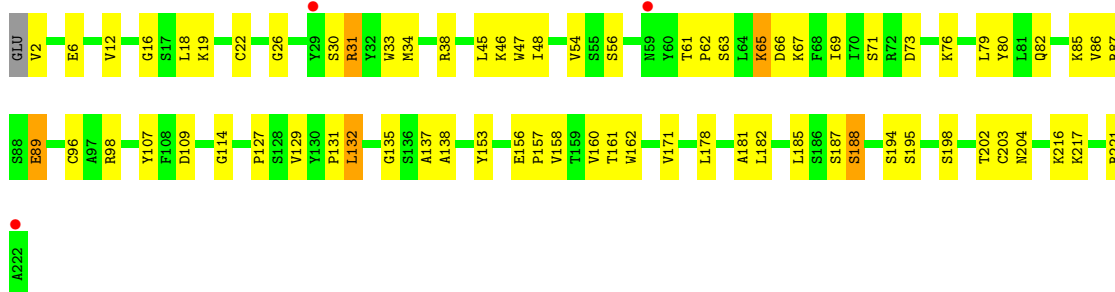 GLU V2 E6 V12 G16 S17 L18 K19 C22 G26 Y29 S30 R31 Y32 W33 M34 R38 L45 K46 W47 I48 V54 S55 S56 N59 Y60 T61 P62 S63 L64 K65 D66 K67 F68 I69 I70 S71 R72 D73 K76 L79 Y80 L81 Q82 K85 V86 R87
S88 E89 C96 A97 R98 Y107 F108 D109 G114 P127 S128 V129 Y130 P131 L132 G135 S136 A137 A138 Y153 E156 P157 V158 T159 V160 T161 W162 V171 L178 A181 L182 L185 S186 S187 S188 S194 S195 S198 T202 C203 N204 K216 K217
A222